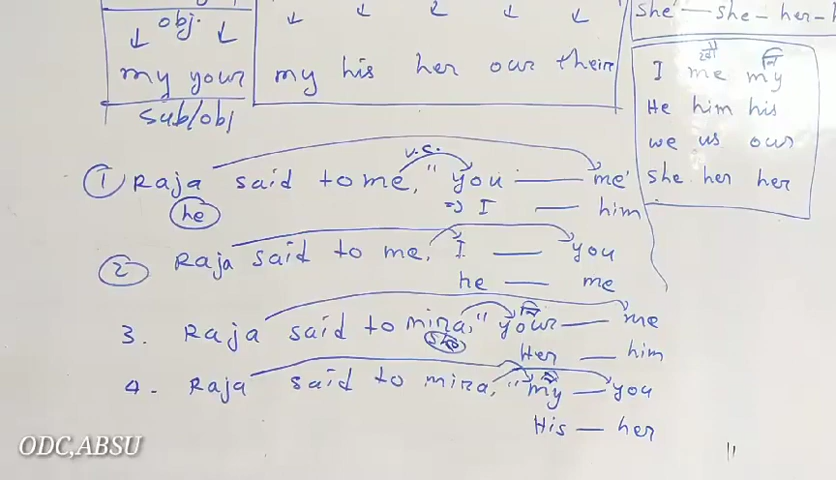 obj.
she — she - her - h
my your
my his her our their
sub/obj
I me my
He him his
we us our
she her her
① Raja said to me, " you — me
v.s.
he
=> I — him
② Raja said to me, I — you
he — me
3. Raja said to mira, " your — me
she
Her — him
4. Raja said to mira, " my — you
His — her
ODC,ABSU